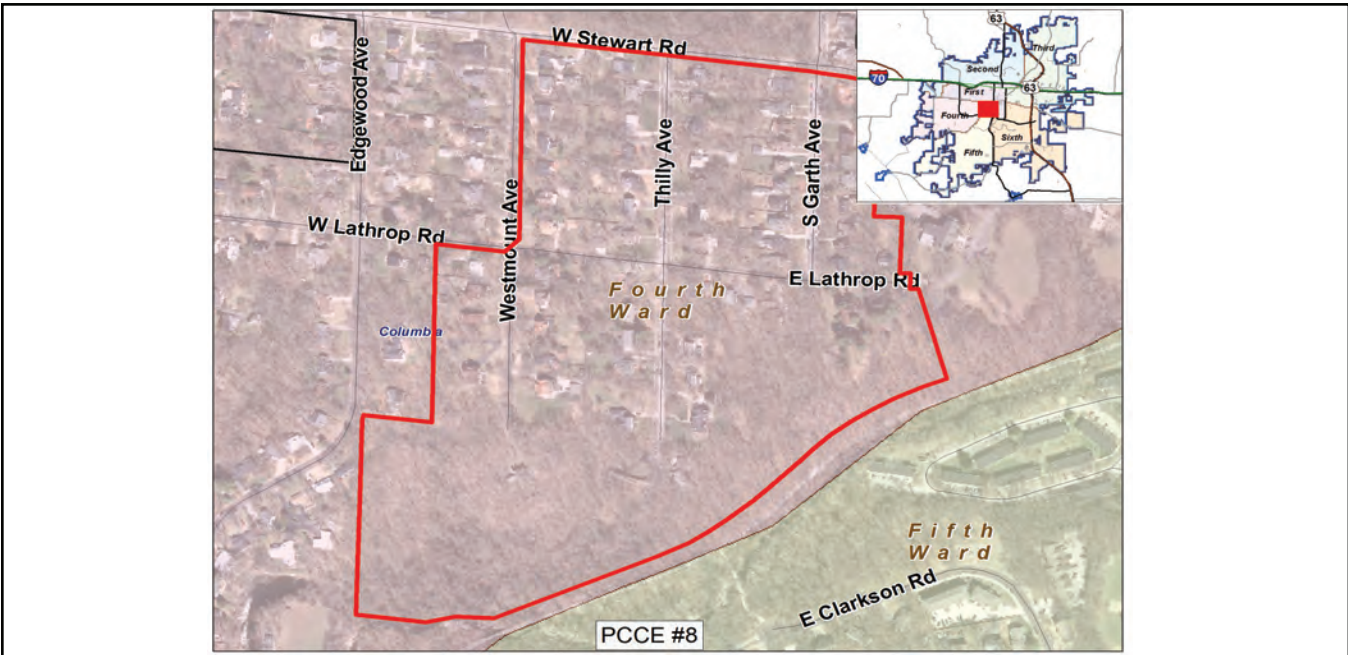 W Stewart Rd
Edgewood Ave
Westmount Ave
Thilly Ave
S Garth Ave
W Lathrop Rd
E Lathrop Rd
Fourth
Ward
Columbia
Fifth
Ward
E Clarkson Rd
PCCE #8
63
Third
Second
70
63
First
Fourth
Sixth
Fifth